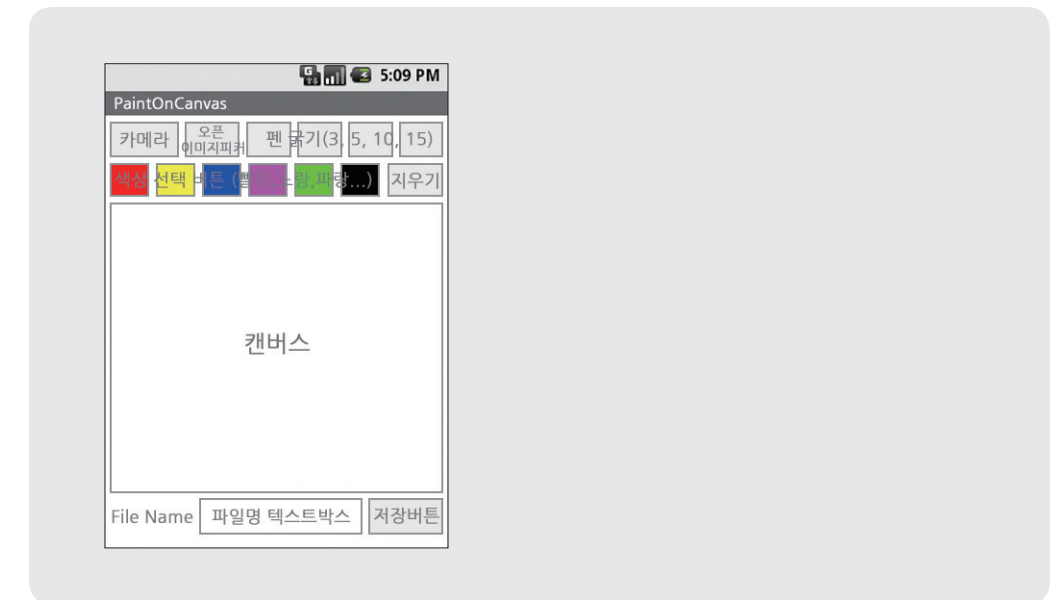 5:09 PM
PaintOnCanvas
카메라
오픈
이미지피커
펜 굵기(3, 5, 10, 15)
색상 선택 버튼 (빨강,노랑,파랑...)
지우기
캔버스
File Name
파일명 텍스트박스
저장버튼